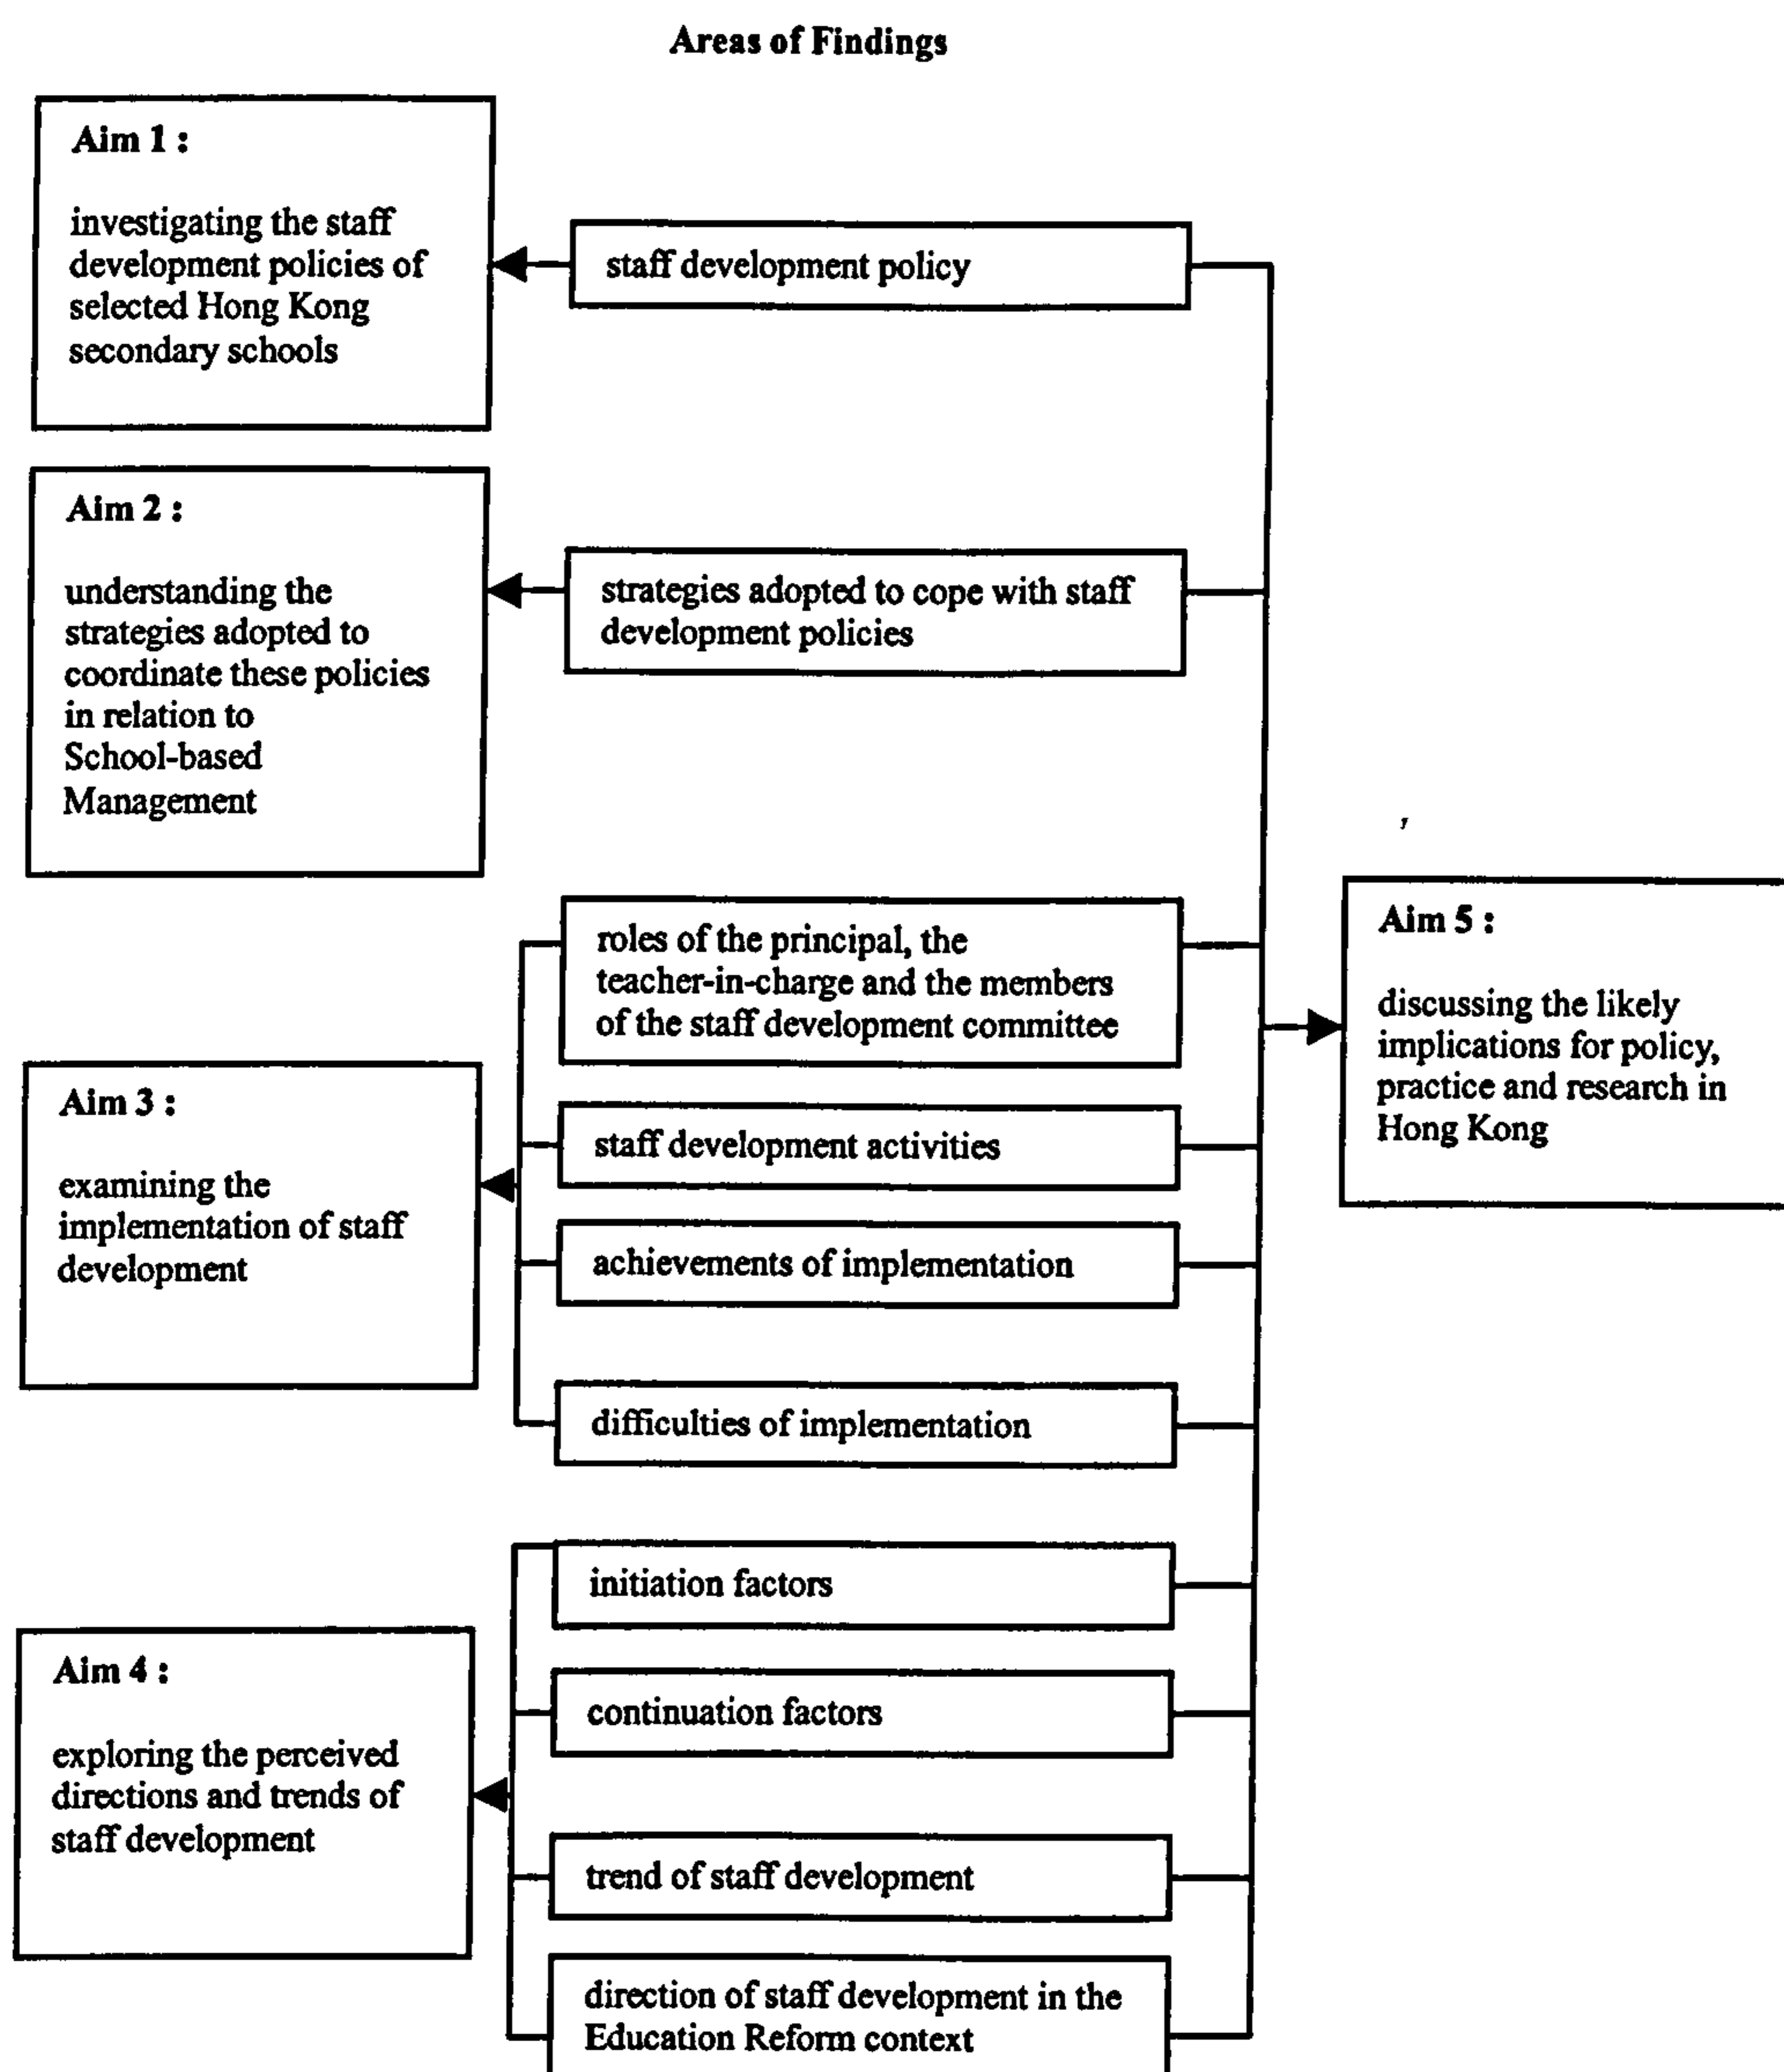 Areas of Findings
Aim 1 :
investigating the staff
development policies of
selected Hong Kong
secondary schools
staff development policy
Aim 2 :
understanding the
strategies adopted to
coordinate these policies
in relation to
School-based
Management
strategies adopted to cope with staff
development policies
Aim 3 :
examining the
implementation of staff
development
roles of the principal, the
teacher-in-charge and the members
of the staff development committee
staff development activities
achievements of implementation
difficulties of implementation
Aim 4 :
exploring the perceived
directions and trends of
staff development
initiation factors
continuation factors
trend of staff development
direction of staff development in the
Education Reform context
Aim 5 :
discussing the likely
implications for policy,
practice and research in
Hong Kong